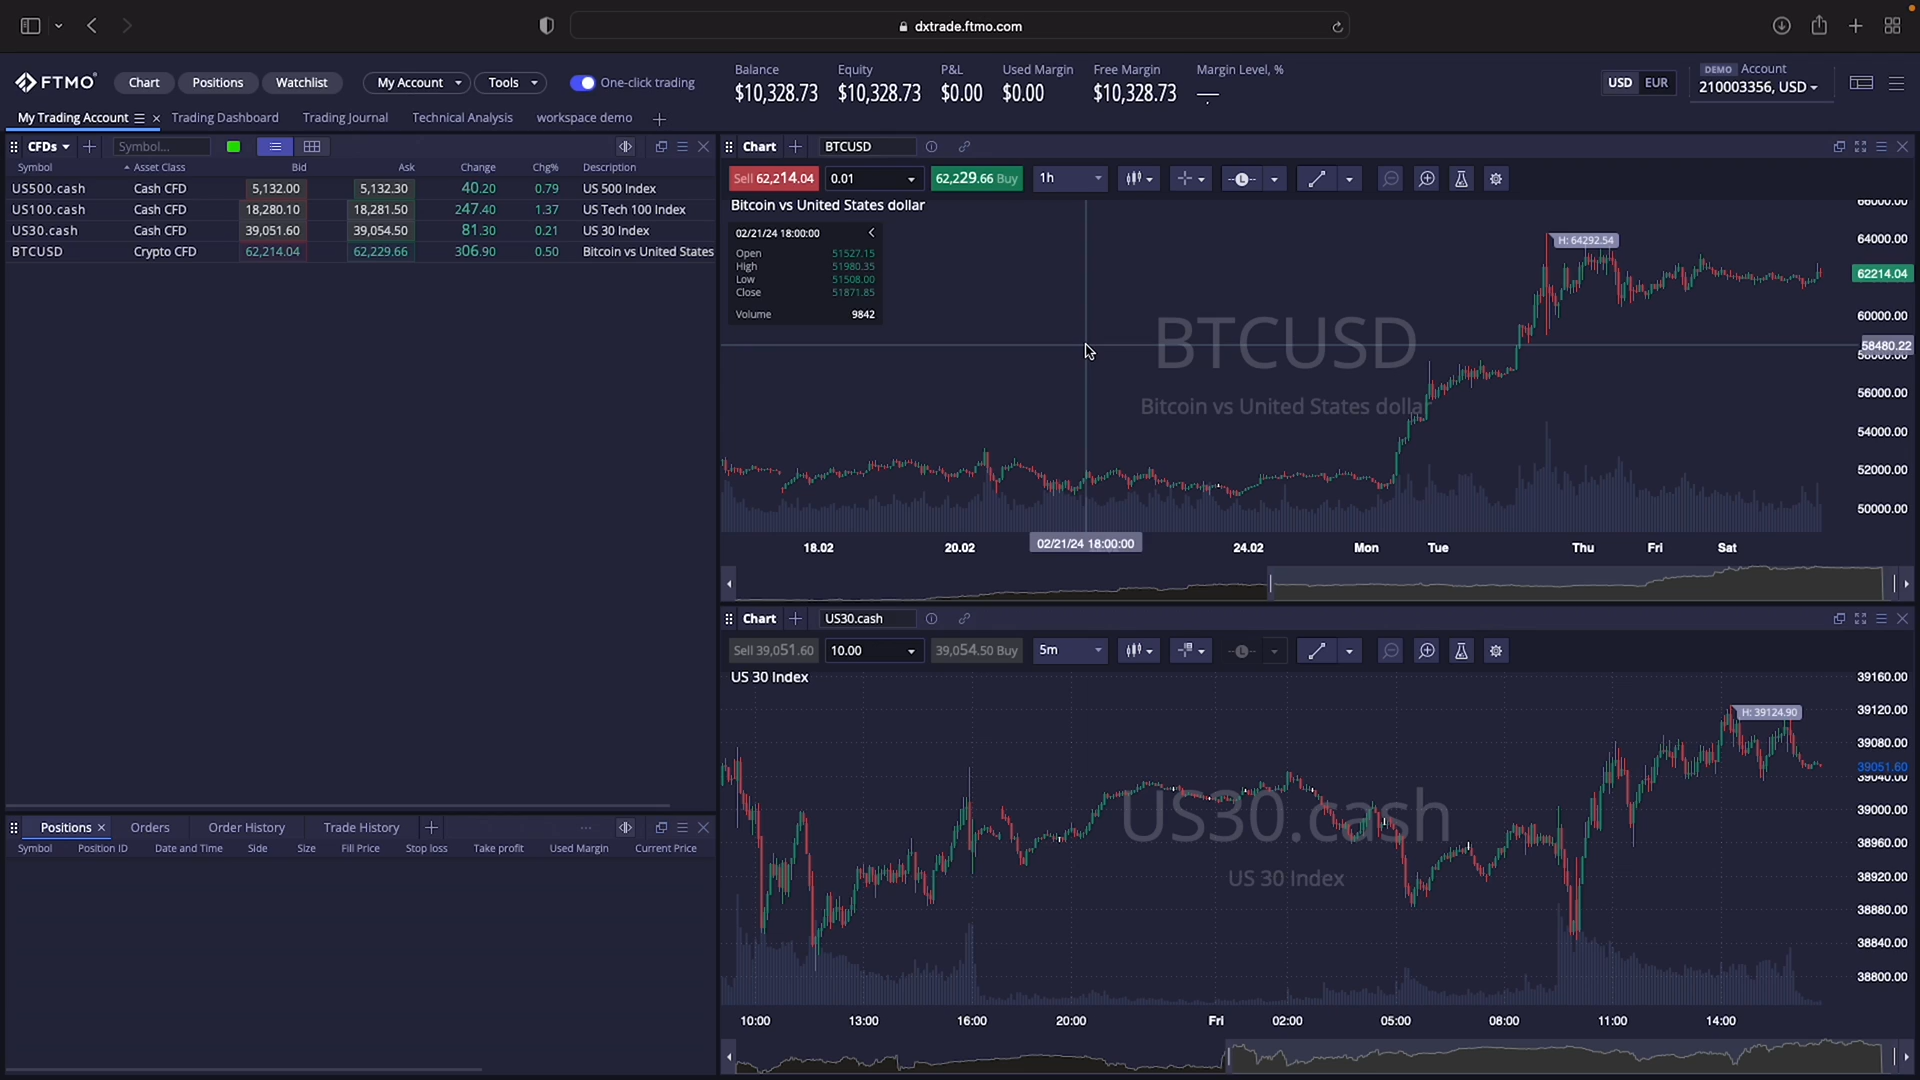 dxtrade.ftmo.com
FTMO Chart Positions Watchlist My Account Tools One-click trading
Balance Equity P&L Used Margin Free Margin Margin Level, %
$10,328.73 $10,328.73 $0.00 $0.00 $10,328.73 —
USD EUR DEMO Account
210003356, USD
My Trading Account Trading Dashboard Trading Journal Technical Analysis workspace demo
CFDs Symbol...
Symbol Asset Class Bid Ask Change Chg% Description
US500.cash Cash CFD 5,132.00 5,132.30 40.20 0.79 US 500 Index
US100.cash Cash CFD 18,280.10 18,281.50 247.40 1.37 US Tech 100 Index
US30.cash Cash CFD 39,051.60 39,054.50 81.30 0.21 US 30 Index
BTCUSD Crypto CFD 62,214.04 62,229.66 306.90 0.50 Bitcoin vs United States
Chart BTCUSD
Sell 62,214.04 0.01 62,229.66 Buy 1h L
Bitcoin vs United States dollar
02/21/24 18:00:00
Open 51527.15
High 51980.35
Low 51508.00
Close 51871.85
Volume 9842
H: 64292.54
BTCUSD
Bitcoin vs United States dollar
66000.00
64000.00
62214.04
60000.00
58480.22
58000.00
56000.00
54000.00
52000.00
50000.00
18.02 20.02 02/21/24 18:00:00 24.02 Mon Tue Thu Fri Sat
Chart US30.cash
Sell 39,051.60 10.00 39,054.50 Buy 5m L
US 30 Index
H: 39124.90
US30.cash
US 30 Index
39160.00
39120.00
39080.00
39051.60
39040.00
39000.00
38960.00
38920.00
38880.00
38840.00
38800.00
10:00 13:00 16:00 20:00 Fri 02:00 05:00 08:00 11:00 14:00
Positions Orders Order History Trade History
Symbol Position ID Date and Time Side Size Fill Price Stop loss Take profit Used Margin Current Price